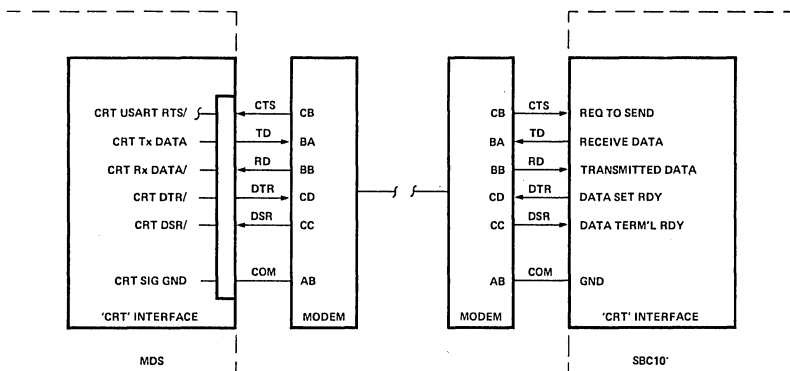 CRT USART RTS/ CTS CB CB CTS REQ TO SEND
CRT Tx DATA TD BA BA TD RECEIVE DATA
CRT Rx DATA/ RD BB BB RD TRANSMITTED DATA
CRT DTR/ DTR CD CD DTR DATA SET RDY
CRT DSR/ DSR CC CC DSR DATA TERM'L RDY
CRT SIG GND COM AB AB COM GND
'CRT' INTERFACE MODEM MODEM 'CRT' INTERFACE
MDS SBC10